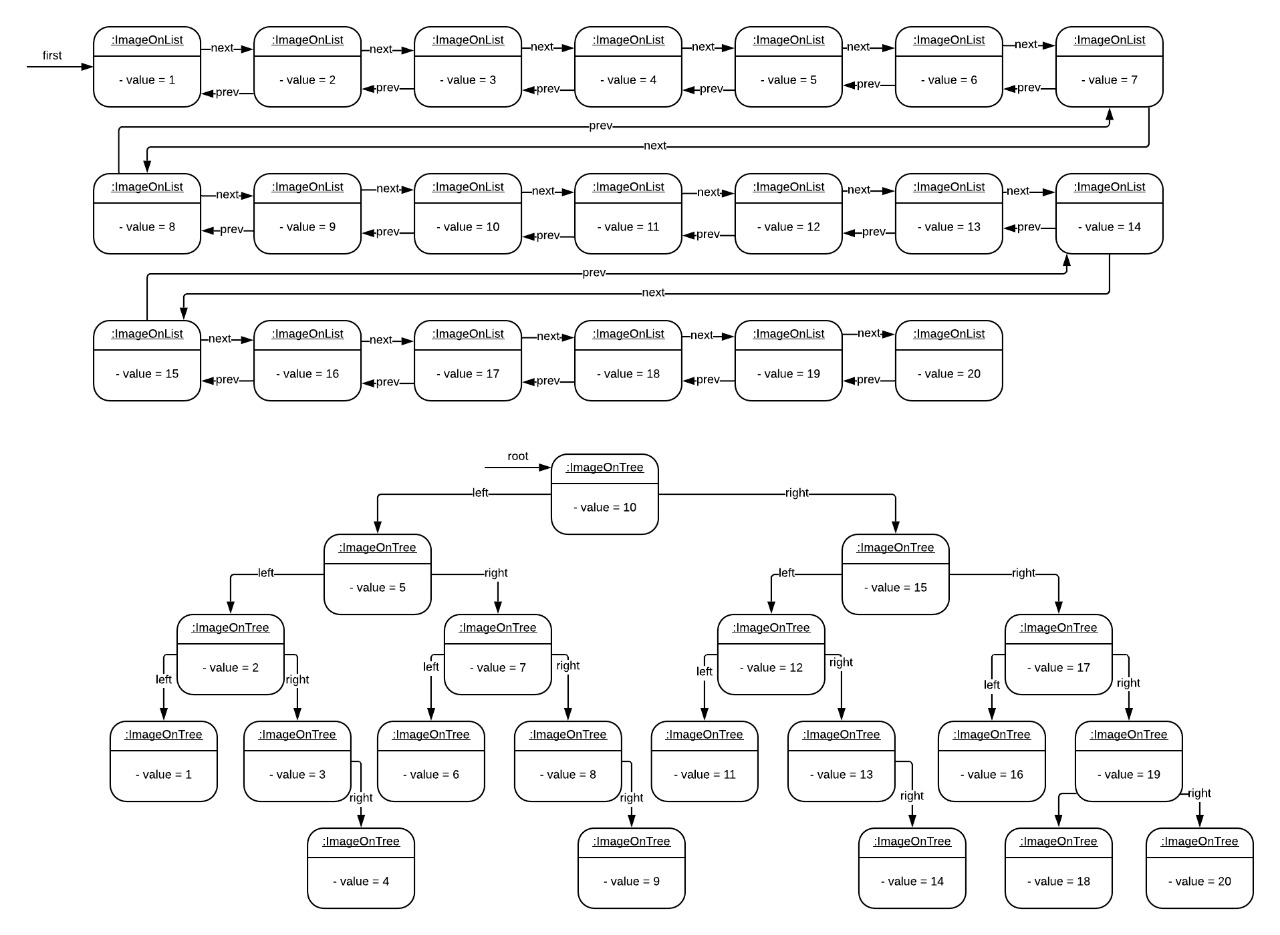 first
:ImageOnList next :ImageOnList next :ImageOnList next :ImageOnList next :ImageOnList next :ImageOnList next :ImageOnList
- value = 1 prev - value = 2 prev - value = 3 prev - value = 4 prev - value = 5 prev - value = 6 prev - value = 7
prev
next
:ImageOnList next :ImageOnList next :ImageOnList next :ImageOnList next :ImageOnList next :ImageOnList next :ImageOnList
- value = 8 prev - value = 9 prev - value = 10 prev - value = 11 prev - value = 12 prev - value = 13 prev - value = 14
prev
next
:ImageOnList next :ImageOnList next :ImageOnList next :ImageOnList next :ImageOnList next :ImageOnList
- value = 15 prev - value = 16 prev - value = 17 prev - value = 18 prev - value = 19 prev - value = 20
root
:ImageOnTree
left right
- value = 10
:ImageOnTree :ImageOnTree
left right left right
- value = 5 - value = 15
:ImageOnTree :ImageOnTree :ImageOnTree :ImageOnTree
- value = 2 - value = 7 - value = 12 - value = 17
left right left right left right left right
:ImageOnTree :ImageOnTree :ImageOnTree :ImageOnTree :ImageOnTree :ImageOnTree :ImageOnTree :ImageOnTree
- value = 1 - value = 3 - value = 6 - value = 8 - value = 11 - value = 13 - value = 16 - value = 19
right right right right
:ImageOnTree :ImageOnTree :ImageOnTree :ImageOnTree :ImageOnTree
- value = 4 - value = 9 - value = 14 - value = 18 - value = 20